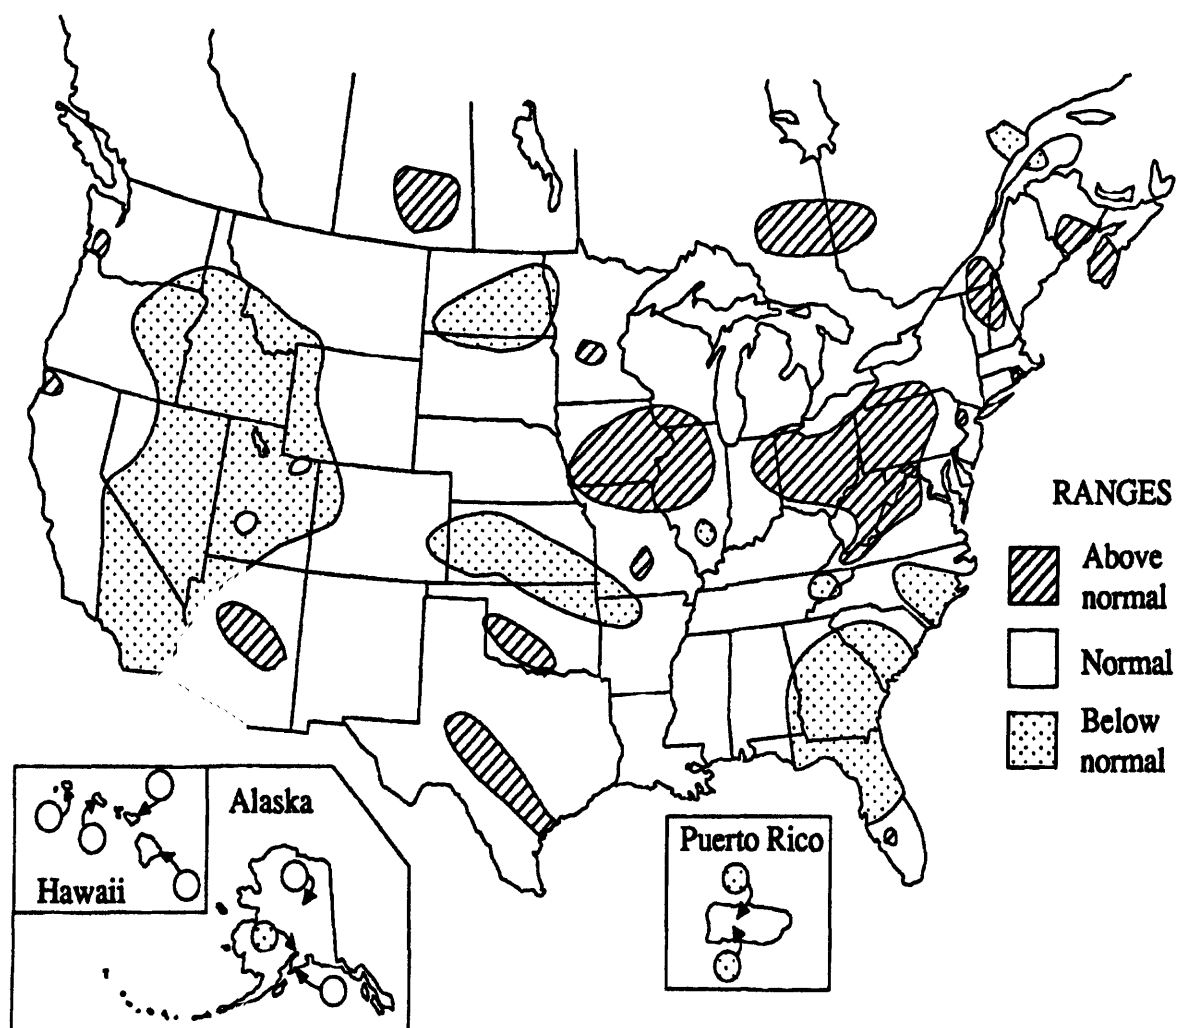 RANGES
Above
normal
Normal
Below
normal
Alaska
Hawaii
Puerto Rico